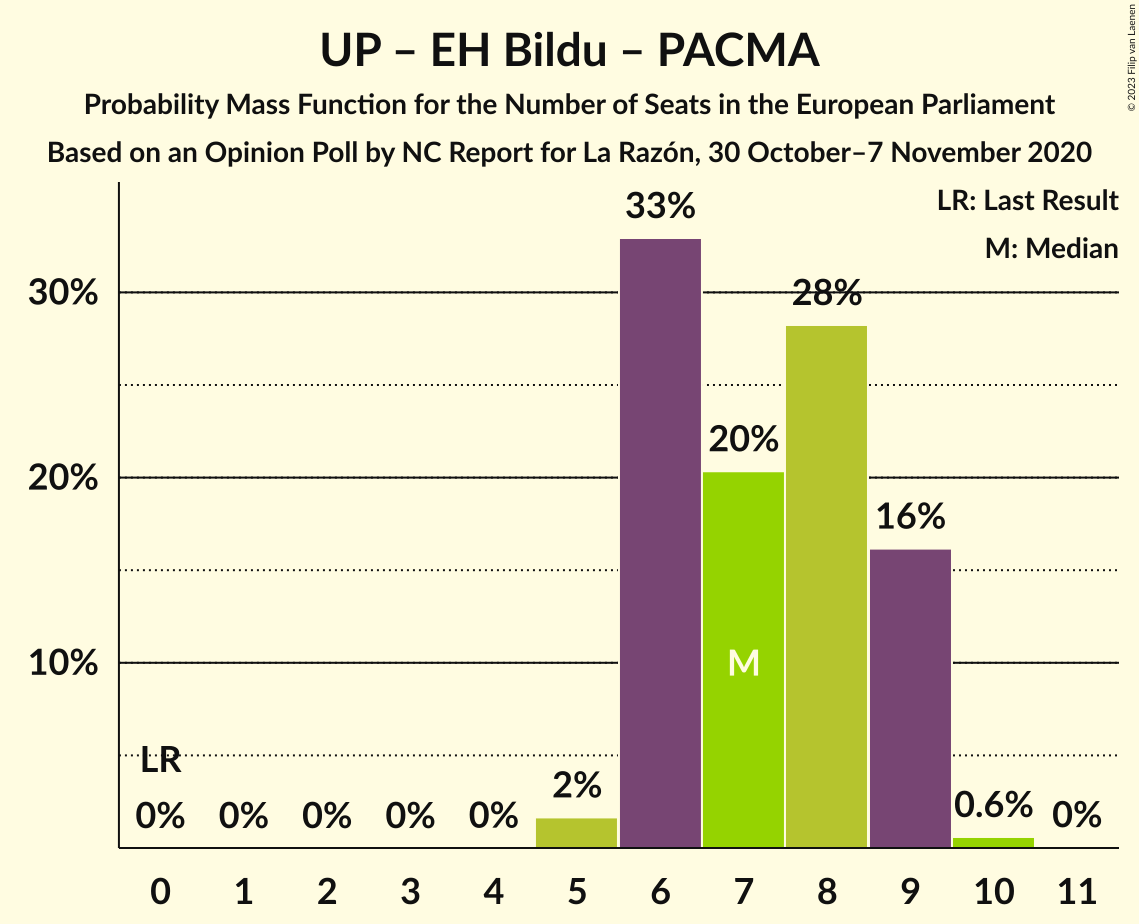 UP – EH Bildu – PACMA
Probability Mass Function for the Number of Seats in the European Parliament
Based on an Opinion Poll by NC Report for La Razón, 30 October–7 November 2020
© 2023 Filip van Laenen
LR: Last Result
M: Median
33%
30%
28%
20%
20%
16%
10%
M
LR
2%
0% 0% 0% 0% 0% 0.6% 0%
0 1 2 3 4 5 6 7 8 9 10 11